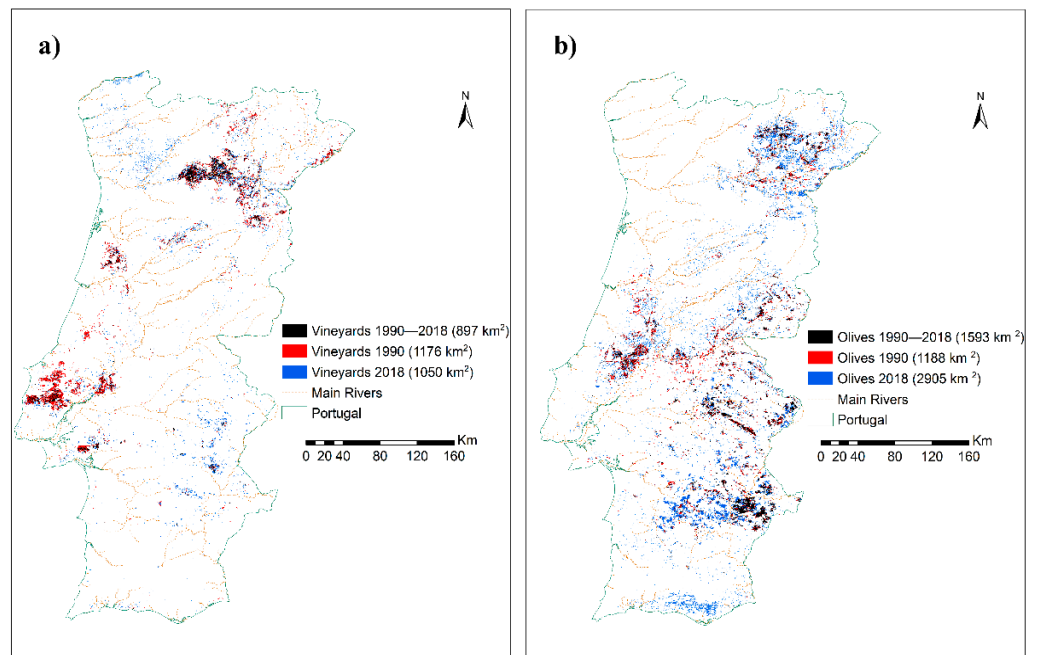 a)
N
Vineyards 1990—2018 (897 km²)
Vineyards 1990 (1176 km²)
Vineyards 2018 (1050 km²)
Main Rivers
Portugal
Km
0 20 40 80 120 160
b)
N
Olives 1990—2018 (1593 km ²)
Olives 1990 (1188 km ²)
Olives 2018 (2905 km ²)
Main Rivers
Portugal
Km
0 20 40 80 120 160